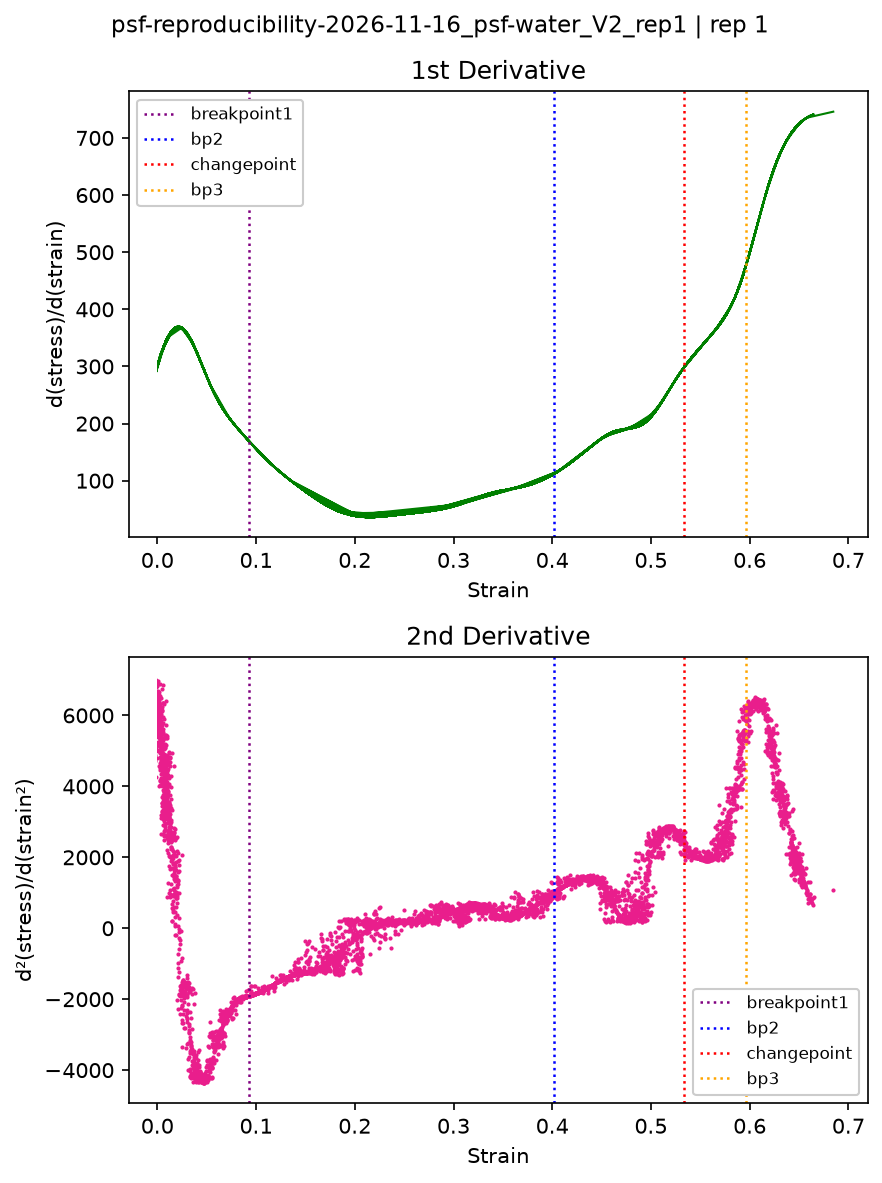 psf-reproducibility-2026-11-16_psf-water_V2_rep1 | rep 1
1st Derivative
breakpoint1
bp2
changepoint
bp3
d(stress)/d(strain)
700
600
500
400
300
200
100
0.0 0.1 0.2 0.3 0.4 0.5 0.6 0.7
Strain
2nd Derivative
d²(stress)/d(strain²)
6000
4000
2000
0
−2000
−4000
breakpoint1
bp2
changepoint
bp3
0.0 0.1 0.2 0.3 0.4 0.5 0.6 0.7
Strain